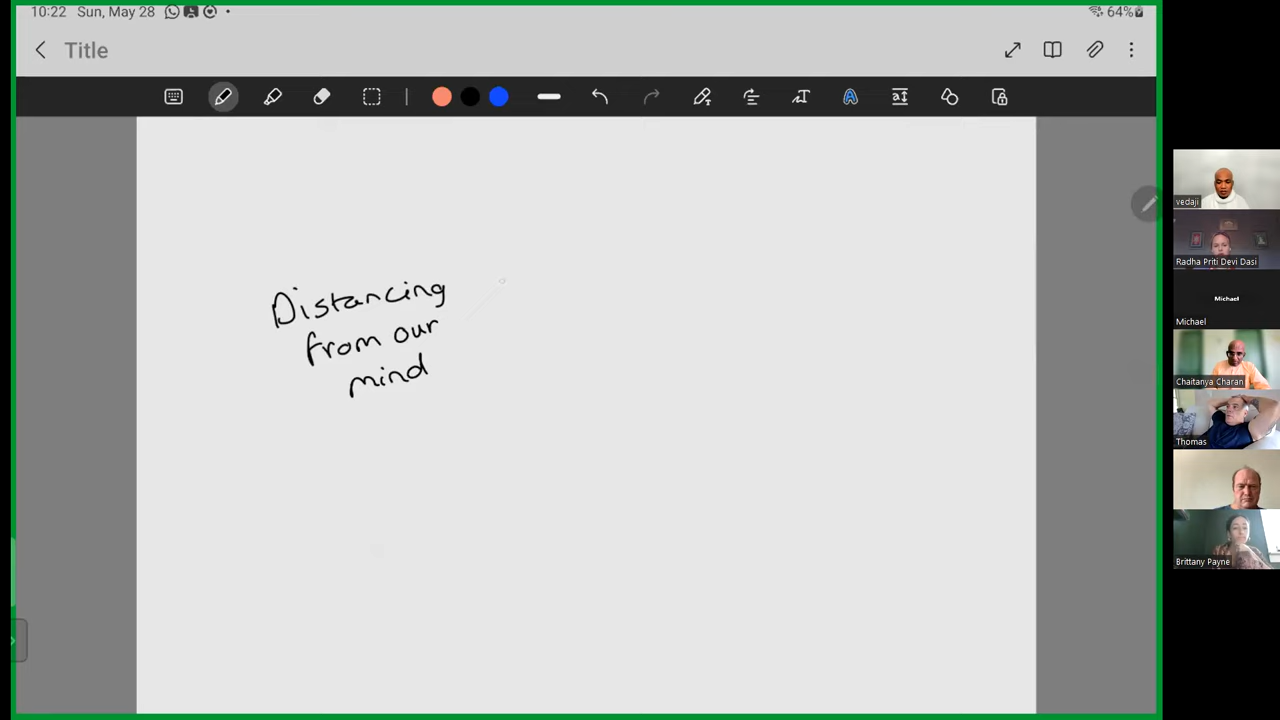 10:22 Sun, May 28
64%
Title
Distancing
from our
mind
vedaji
Radha Priti Devi Dasi
Michael
Michael
Chaitanya Charan
Thomas
Brittany Payne